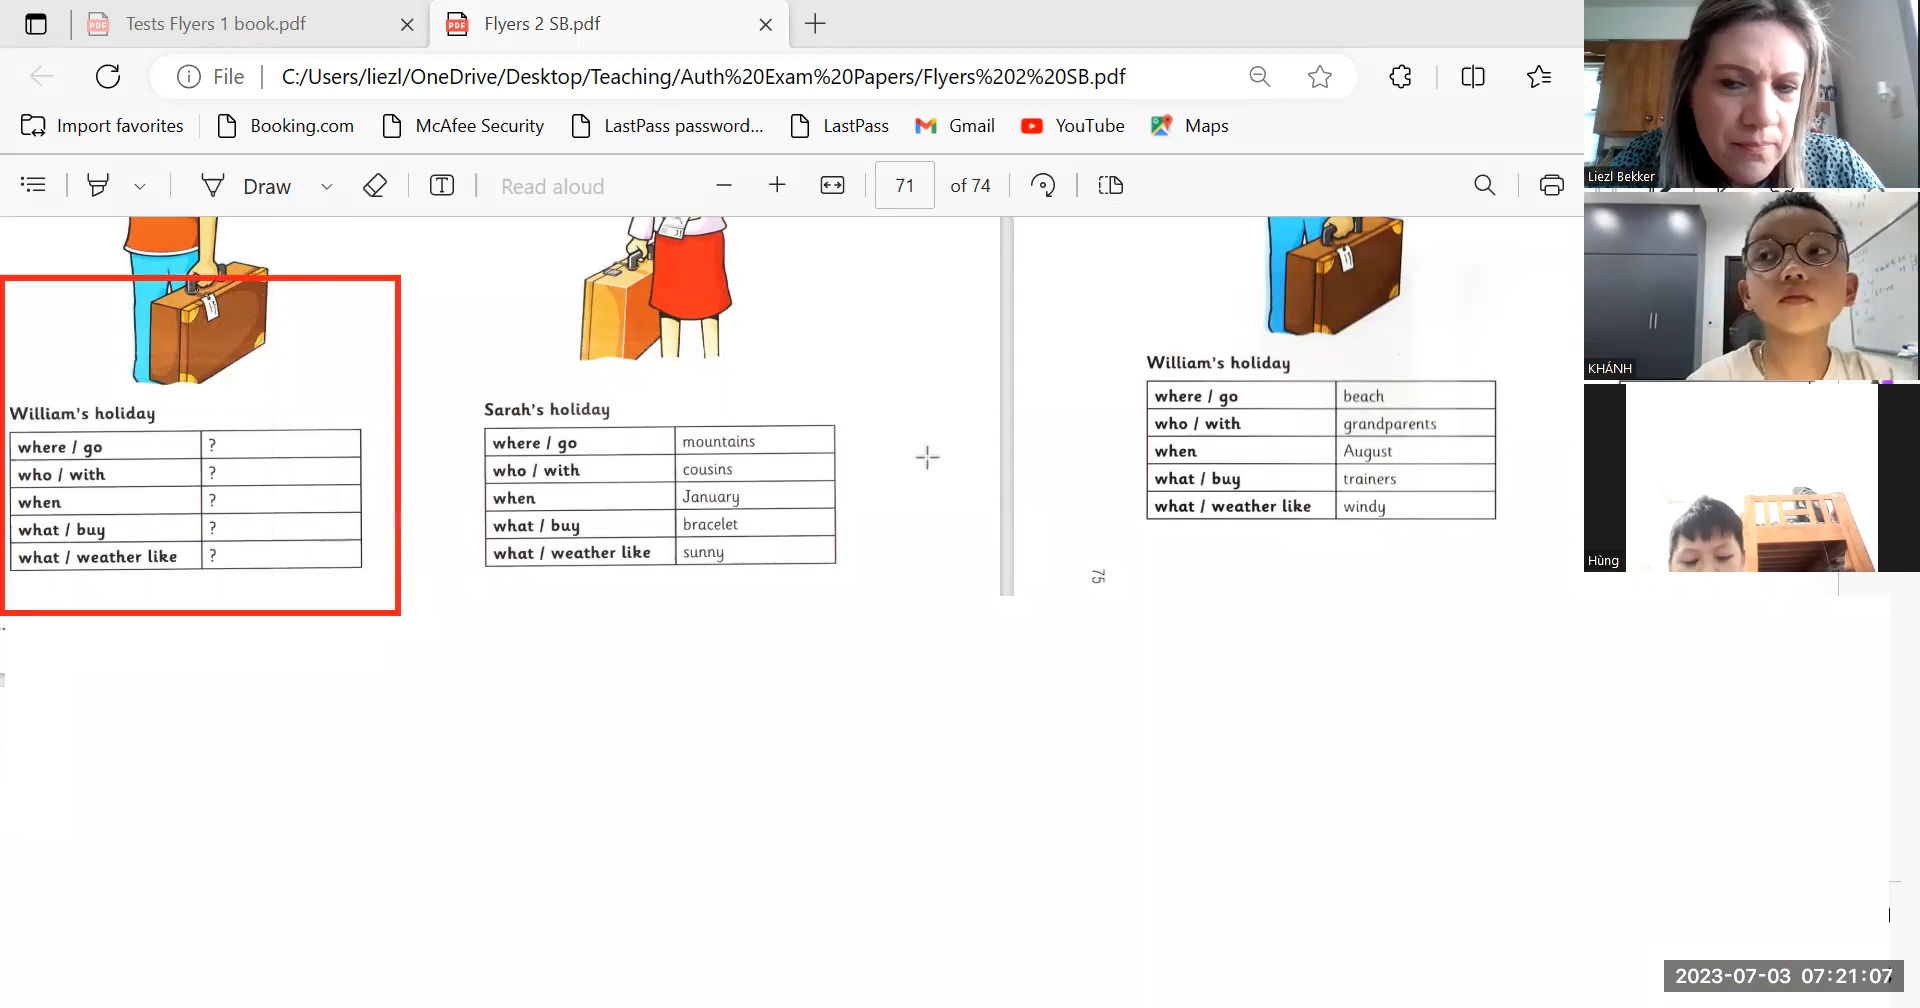 Tests Flyers 1 book.pdf
Flyers 2 SB.pdf
File
C:/Users/liezl/OneDrive/Desktop/Teaching/Auth%20Exam%20Papers/Flyers%202%20SB.pdf
Import favorites
Booking.com
McAfee Security
LastPass password...
LastPass
Gmail
YouTube
Maps
Draw
Read aloud
71
of 74
William's holiday
where / go ?
who / with ?
when ?
what / buy ?
what / weather like ?
Sarah's holiday
where / go mountains
who / with cousins
when January
what / buy bracelet
what / weather like sunny
William's holiday
where / go beach
who / with grandparents
when August
what / buy trainers
what / weather like windy
75
Liezl Bekker
KHÁNH
Hùng
2023-07-03 07:21:07